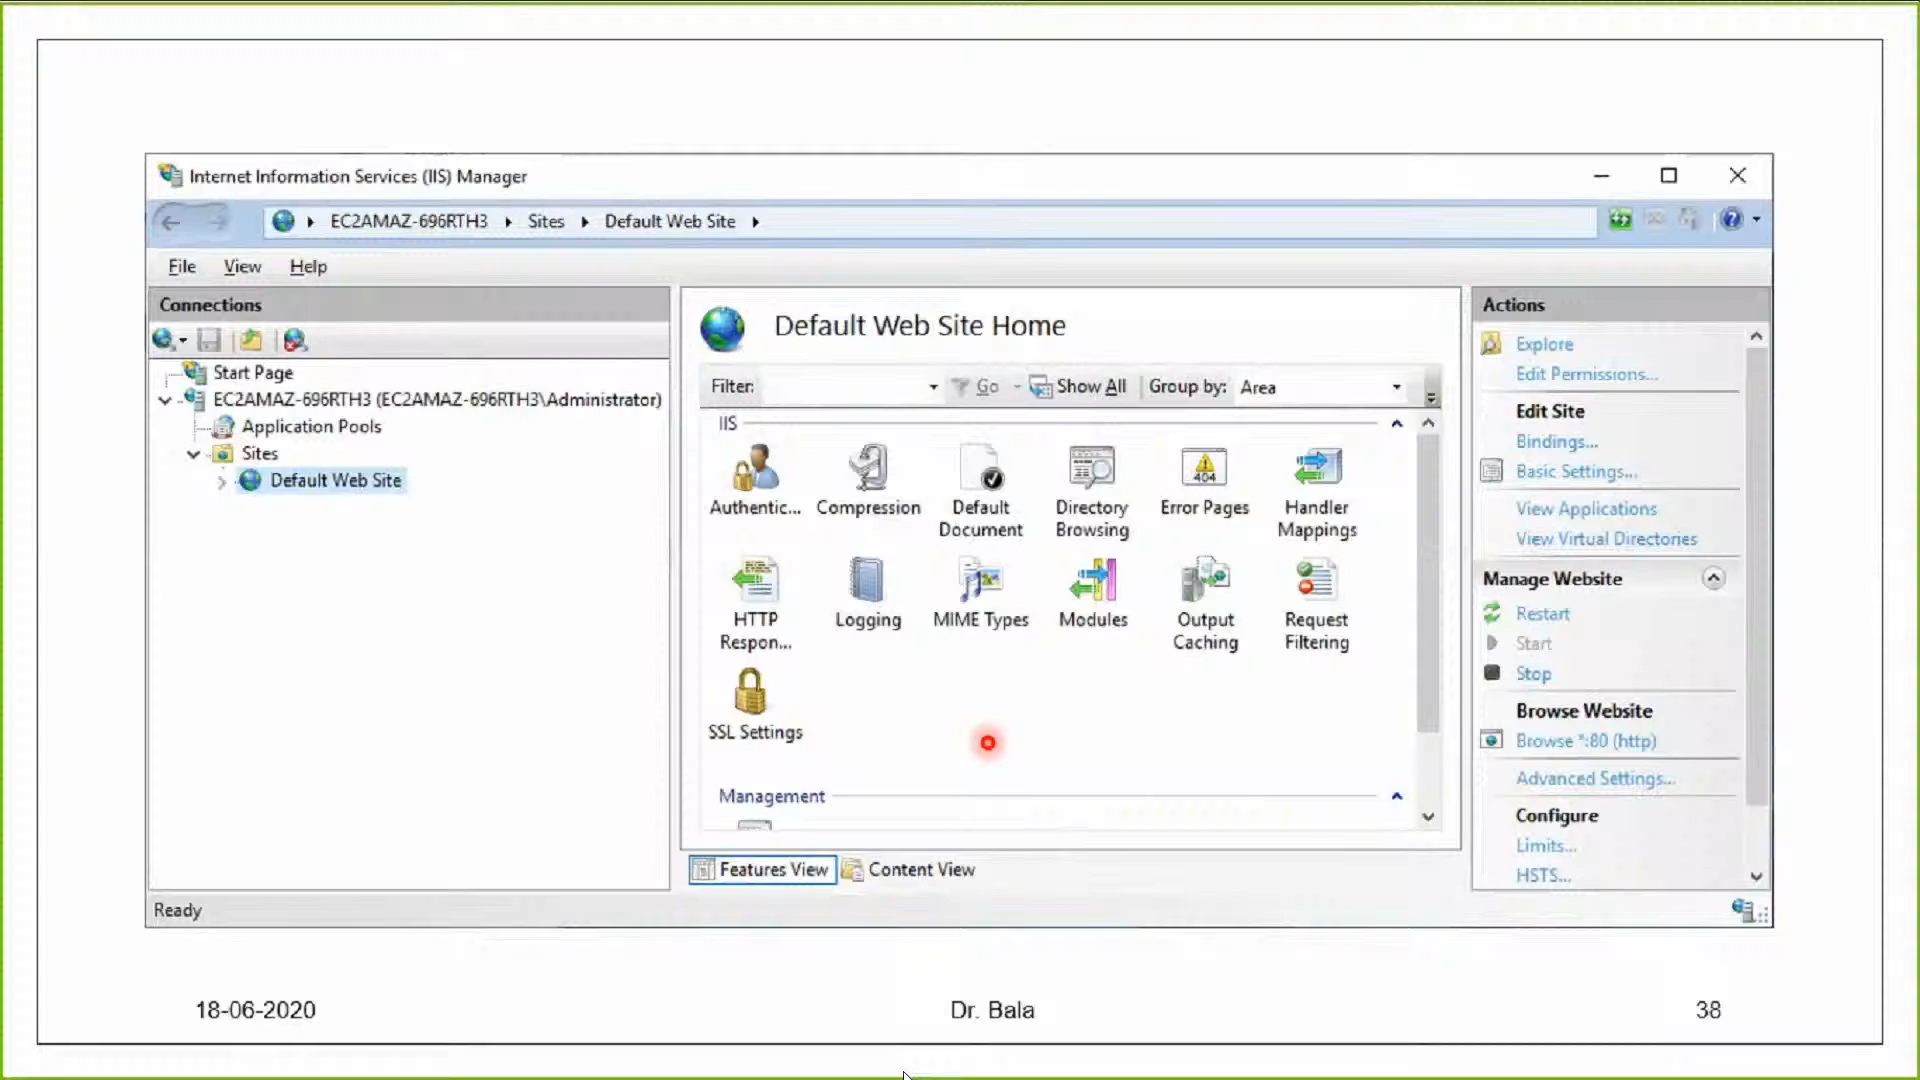 Internet Information Services (IIS) Manager
EC2AMAZ-696RTH3 Sites Default Web Site
File View Help
Connections
Start Page
EC2AMAZ-696RTH3 (EC2AMAZ-696RTH3\Administrator)
Application Pools
Sites
Default Web Site
Default Web Site Home
Filter: Go Show All Group by: Area
IIS
Authentic... Compression Default Document Directory Browsing Error Pages Handler Mappings
404
HTTP Respon... Logging MIME Types Modules Output Caching Request Filtering
SSL Settings
Management
Features View Content View
Actions
Explore
Edit Permissions...
Edit Site
Bindings...
Basic Settings...
View Applications
View Virtual Directories
Manage Website
Restart
Start
Stop
Browse Website
Browse *:80 (http)
Advanced Settings...
Configure
Limits...
HSTS...
Ready
18-06-2020 Dr. Bala 38